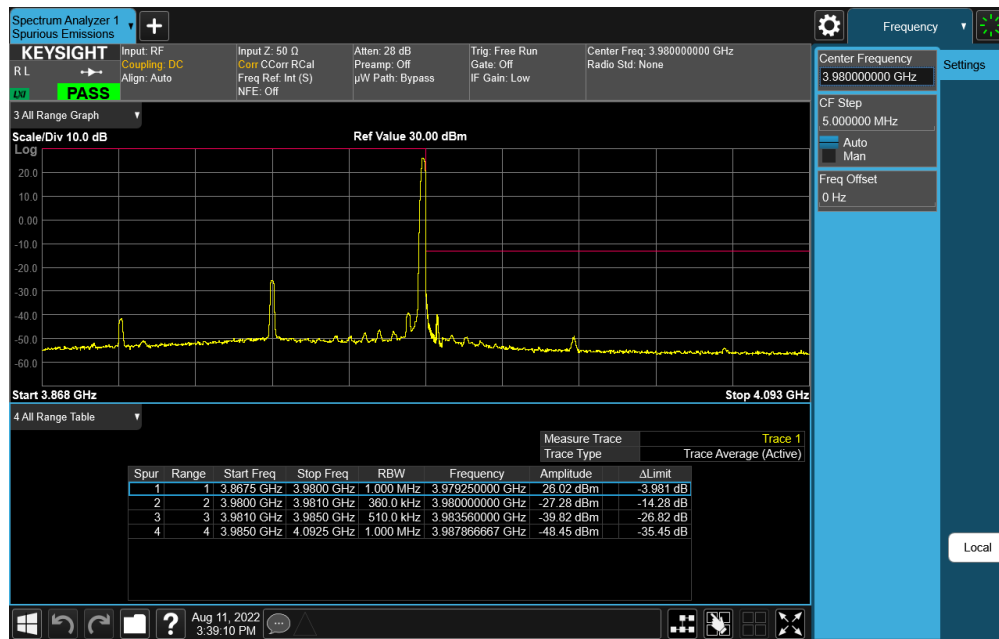 Spectrum Analyzer 1
Spurious Emissions
Frequency
KEYSIGHT
R L
LXI
PASS
Input: RF
Coupling: DC
Align: Auto
Input Z: 50 Ω
Corr CCorr RCal
Freq Ref: Int (S)
NFE: Off
Atten: 28 dB
Preamp: Off
µW Path: Bypass
Trig: Free Run
Gate: Off
IF Gain: Low
Center Freq: 3.980000000 GHz
Radio Std: None
Center Frequency
3.980000000 GHz
Settings
CF Step
5.000000 MHz
Auto
Man
Freq Offset
0 Hz
3 All Range Graph
Scale/Div 10.0 dB
Ref Value 30.00 dBm
Log
20.0
10.0
0.00
-10.0
-20.0
-30.0
-40.0
-50.0
-60.0
Start 3.868 GHz
Stop 4.093 GHz
4 All Range Table
Measure Trace Trace 1
Trace Type Trace Average (Active)
Spur Range Start Freq Stop Freq RBW Frequency Amplitude ΔLimit
1 1 3.8675 GHz 3.9800 GHz 1.000 MHz 3.979250000 GHz 26.02 dBm -3.981 dB
2 2 3.9800 GHz 3.9810 GHz 360.0 kHz 3.980000000 GHz -27.28 dBm -14.28 dB
3 3 3.9810 GHz 3.9850 GHz 510.0 kHz 3.983560000 GHz -39.82 dBm -26.82 dB
4 4 3.9850 GHz 4.0925 GHz 1.000 MHz 3.987866667 GHz -48.45 dBm -35.45 dB
Local
Aug 11, 2022
3:39:10 PM